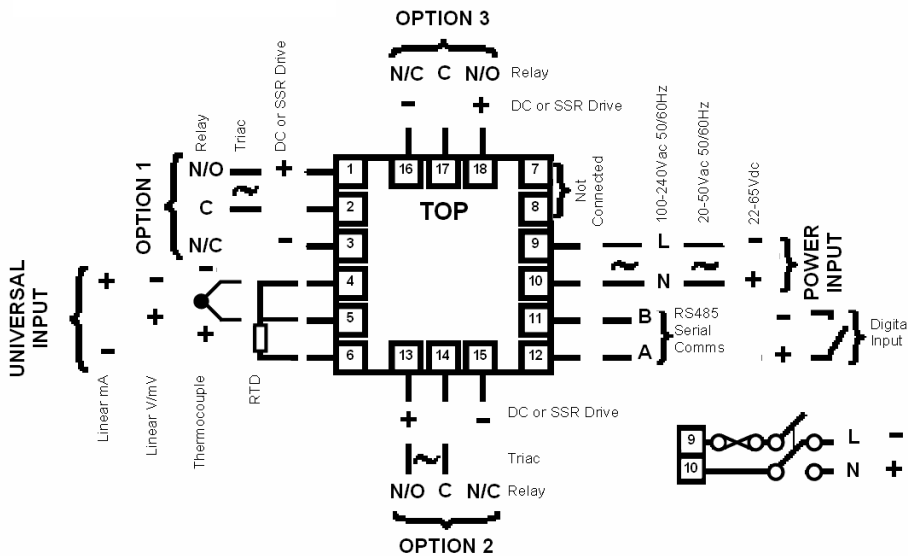 OPTION 3
N/C C N/O Relay
- + DC or SSR Drive
OPTION 1
Relay
Triac
DC or SSR Drive
N/O
~
+
C
N/C
-
16 17 18
TOP
1
2
3
4
5
6
7
8
9
10
11
12
13 14 15
Not
Connected
100-240Vac 50/60Hz
20-50Vac 50/60Hz
22-65Vdc
L
~
~
-
N
+
POWER
INPUT
B
A
RS485
Serial
Comms
-
+
Digita
Input
UNIVERSAL
INPUT
+
-
-
+
-
+
Linear mA
Linear V/mV
Thermocouple
RTD
+ - DC or SSR Drive
~ Triac
N/O C N/C Relay
OPTION 2
9 L -
10 N +